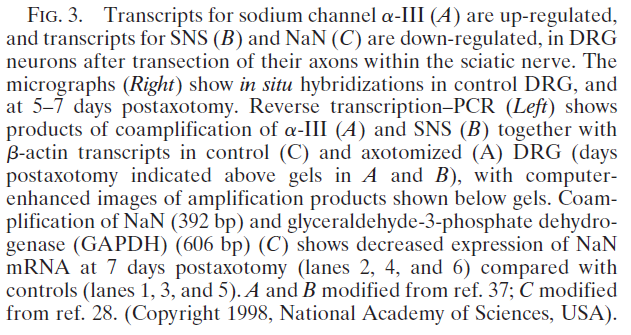 FIG. 3. Transcripts for sodium channel α-III (A) are up-regulated,
and transcripts for SNS (B) and NaN (C) are down-regulated, in DRG
neurons after transection of their axons within the sciatic nerve. The
micrographs (Right) show in situ hybridizations in control DRG, and
at 5–7 days postaxotomy. Reverse transcription–PCR (Left) shows
products of coamplification of α-III (A) and SNS (B) together with
β-actin transcripts in control (C) and axotomized (A) DRG (days
postaxotomy indicated above gels in A and B), with computer-
enhanced images of amplification products shown below gels. Coam-
plification of NaN (392 bp) and glyceraldehyde-3-phosphate dehydro-
genase (GAPDH) (606 bp) (C) shows decreased expression of NaN
mRNA at 7 days postaxotomy (lanes 2, 4, and 6) compared with
controls (lanes 1, 3, and 5). A and B modified from ref. 37; C modified
from ref. 28. (Copyright 1998, National Academy of Sciences, USA).